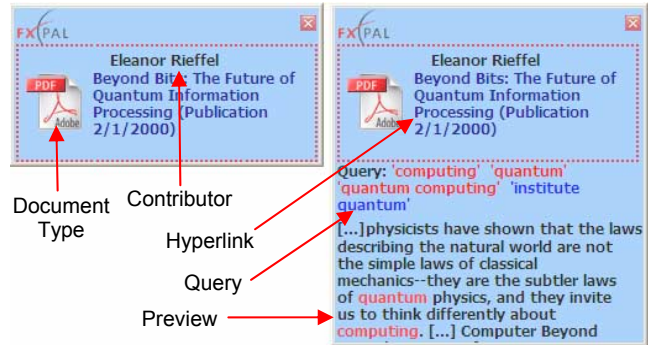 FXPAL
Eleanor Rieffel
Beyond Bits: The Future of
Quantum Information
Processing (Publication
2/1/2000)
PDF
Adobe
Document
Type
Contributor
Hyperlink
Query
Preview
FXPAL
Eleanor Rieffel
Beyond Bits: The Future of
Quantum Information
Processing (Publication
2/1/2000)
PDF
Adobe
Query: 'computing' 'quantum'
'quantum computing' 'institute
quantum'
[...]physicists have shown that the laws
describing the natural world are not
the simple laws of classical
mechanics--they are the subtler laws
of quantum physics, and they invite
us to think differently about
computing. [...] Computer Beyond